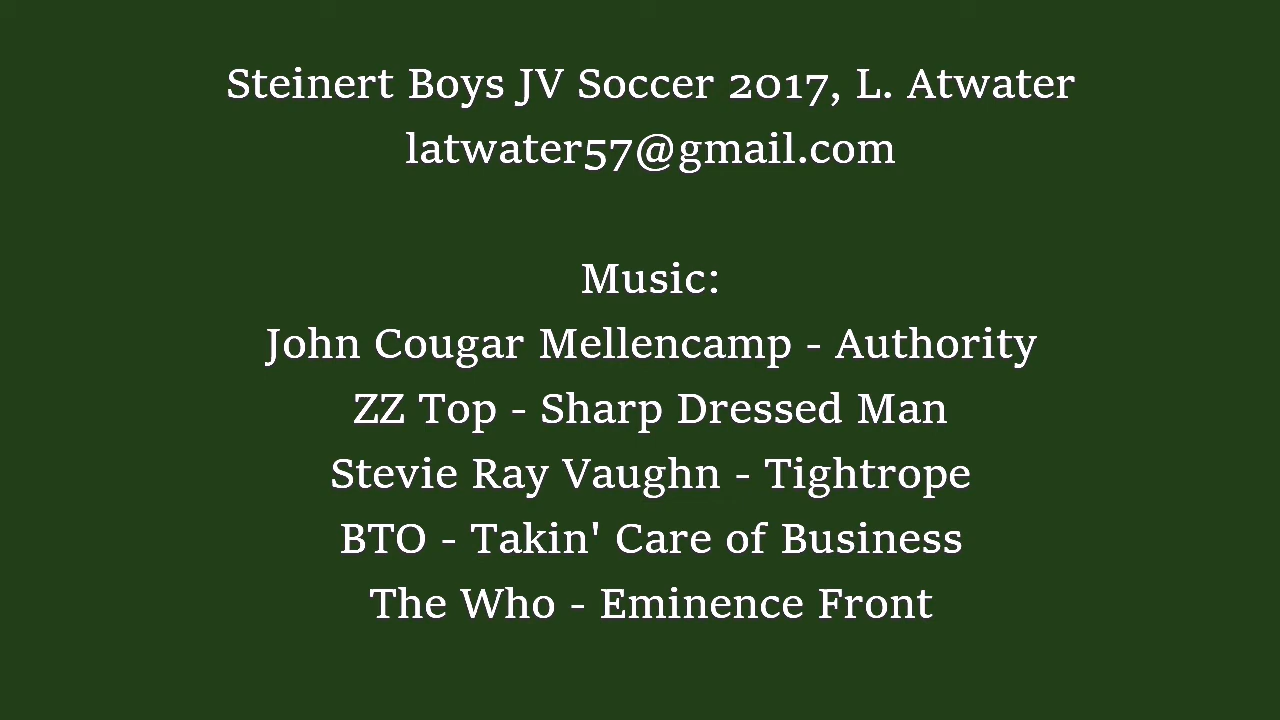 Steinert Boys JV Soccer 2017, L. Atwater
latwater57@gmail.com
Music:
John Cougar Mellencamp - Authority
ZZ Top - Sharp Dressed Man
Stevie Ray Vaughn - Tightrope
BTO - Takin' Care of Business
The Who - Eminence Front